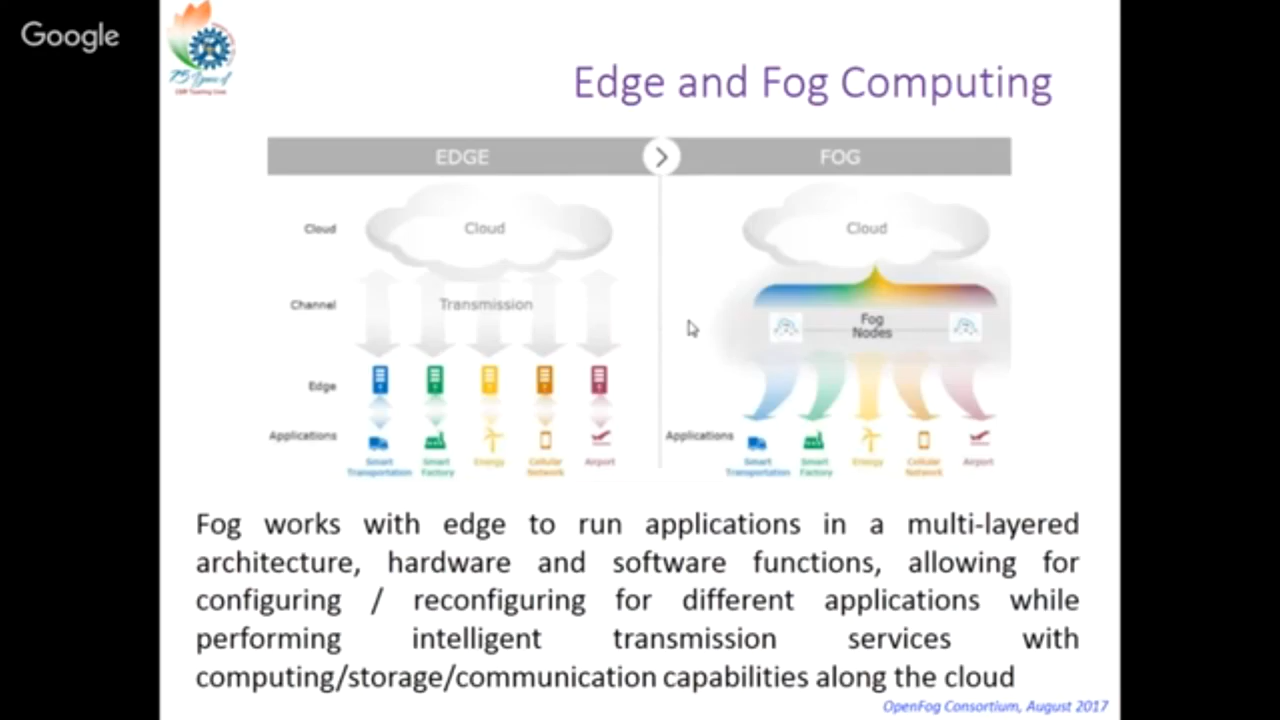 Google
75 Years of
Edge and Fog Computing
EDGE
FOG
Cloud
Cloud
Cloud
Channel
Transmission
Fog
Nodes
Edge
Applications
Smart
Transportation
Smart
Factory
Energy
Cellular
Network
Airport
Applications
Smart
Transportation
Smart
Factory
Energy
Cellular
Network
Airport
Fog works with edge to run applications in a multi-layered
architecture, hardware and software functions, allowing for
configuring / reconfiguring for different applications while
performing intelligent transmission services with
computing/storage/communication capabilities along the cloud
OpenFog Consortium, August 2017